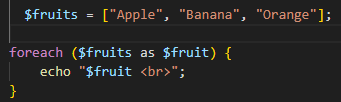 $fruits = ["Apple", "Banana", "Orange"];
foreach ($fruits as $fruit) {
echo "$fruit <br>";
}